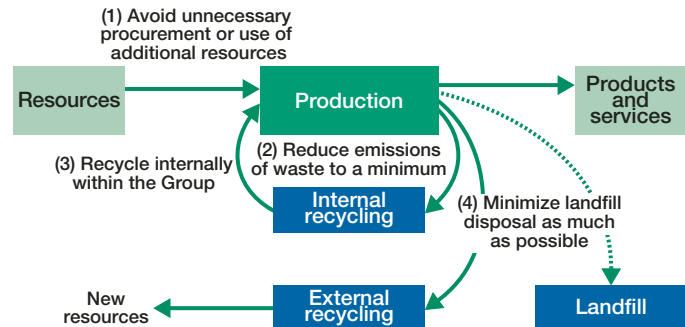 (1) Avoid unnecessary
procurement or use of
additional resources
Resources
Production
Products
and
services
(3) Recycle internally
within the Group
(2) Reduce emissions
of waste to a minimum
Internal
recycling
(4) Minimize landfill
disposal as much
as possible
New
resources
External
recycling
Landfill